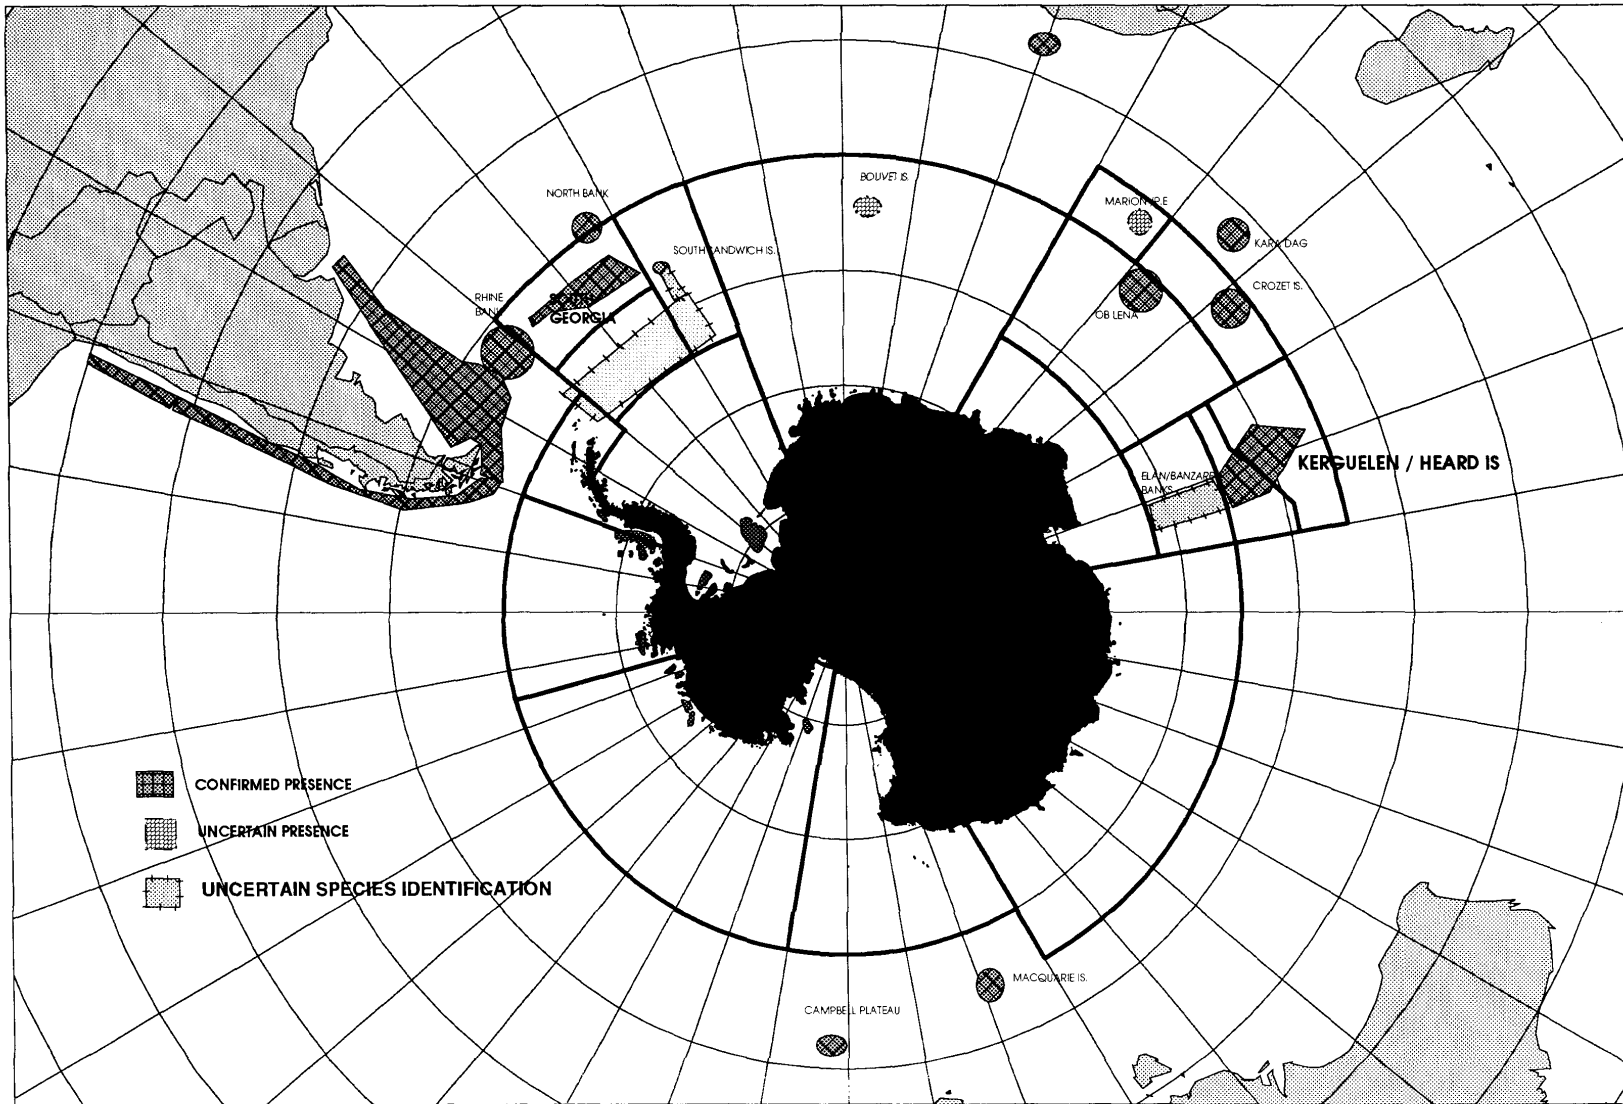 BOUVET IS.
NORTH BANK
MARION / P.E
SOUTH SANDWICH IS.
KARA DAG
CROZET IS.
RHINE
BANK
SOUTH
GEORGIA
OB LENA
KERGUELEN / HEARD IS
ELAN/BANZARE
BANKS
CONFIRMED PRESENCE
UNCERTAIN PRESENCE
UNCERTAIN SPECIES IDENTIFICATION
MACQUARIE IS.
CAMPBELL PLATEAU